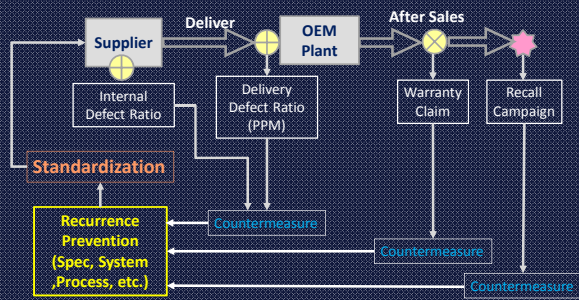 Supplier
Deliver
OEM
Plant
After Sales
Internal
Defect Ratio
Delivery
Defect Ratio
(PPM)
Warranty
Claim
Recall
Campaign
Standardization
Recurrence
Prevention
(Spec, System
,Process, etc.)
Countermeasure
Countermeasure
Countermeasure